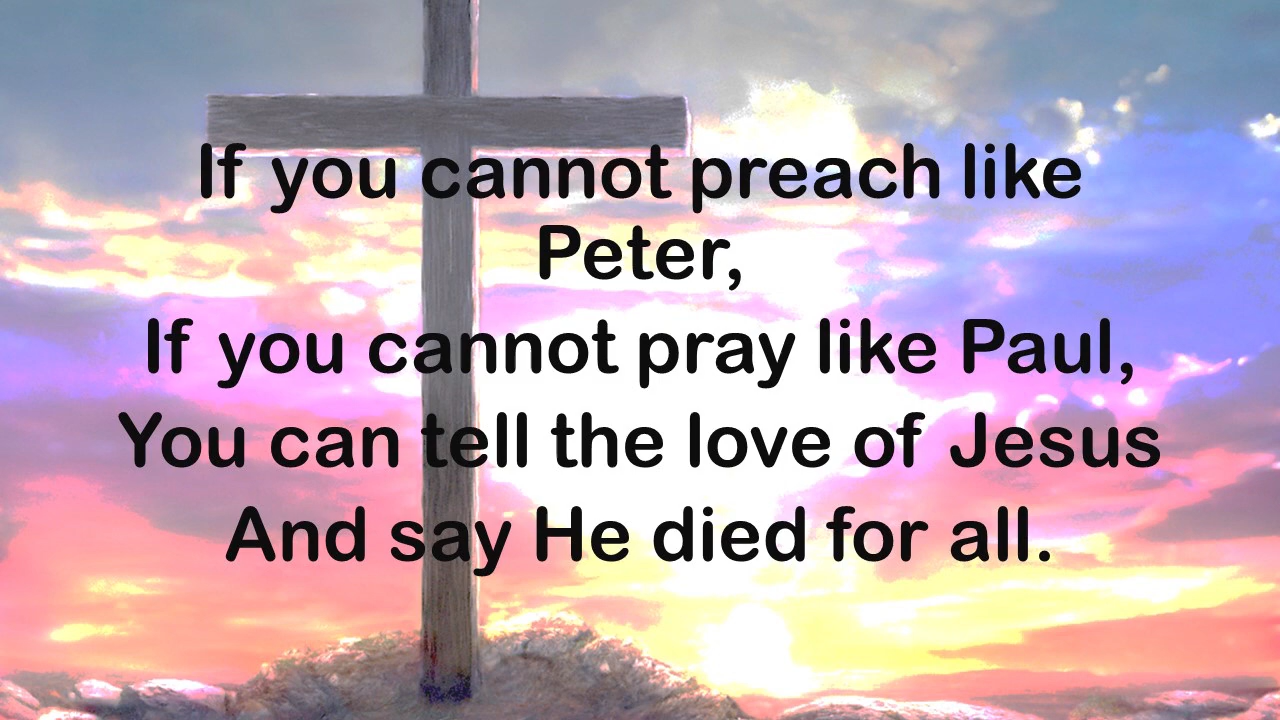 If you cannot preach like
Peter,
If you cannot pray like Paul,
You can tell the love of Jesus
And say He died for all.